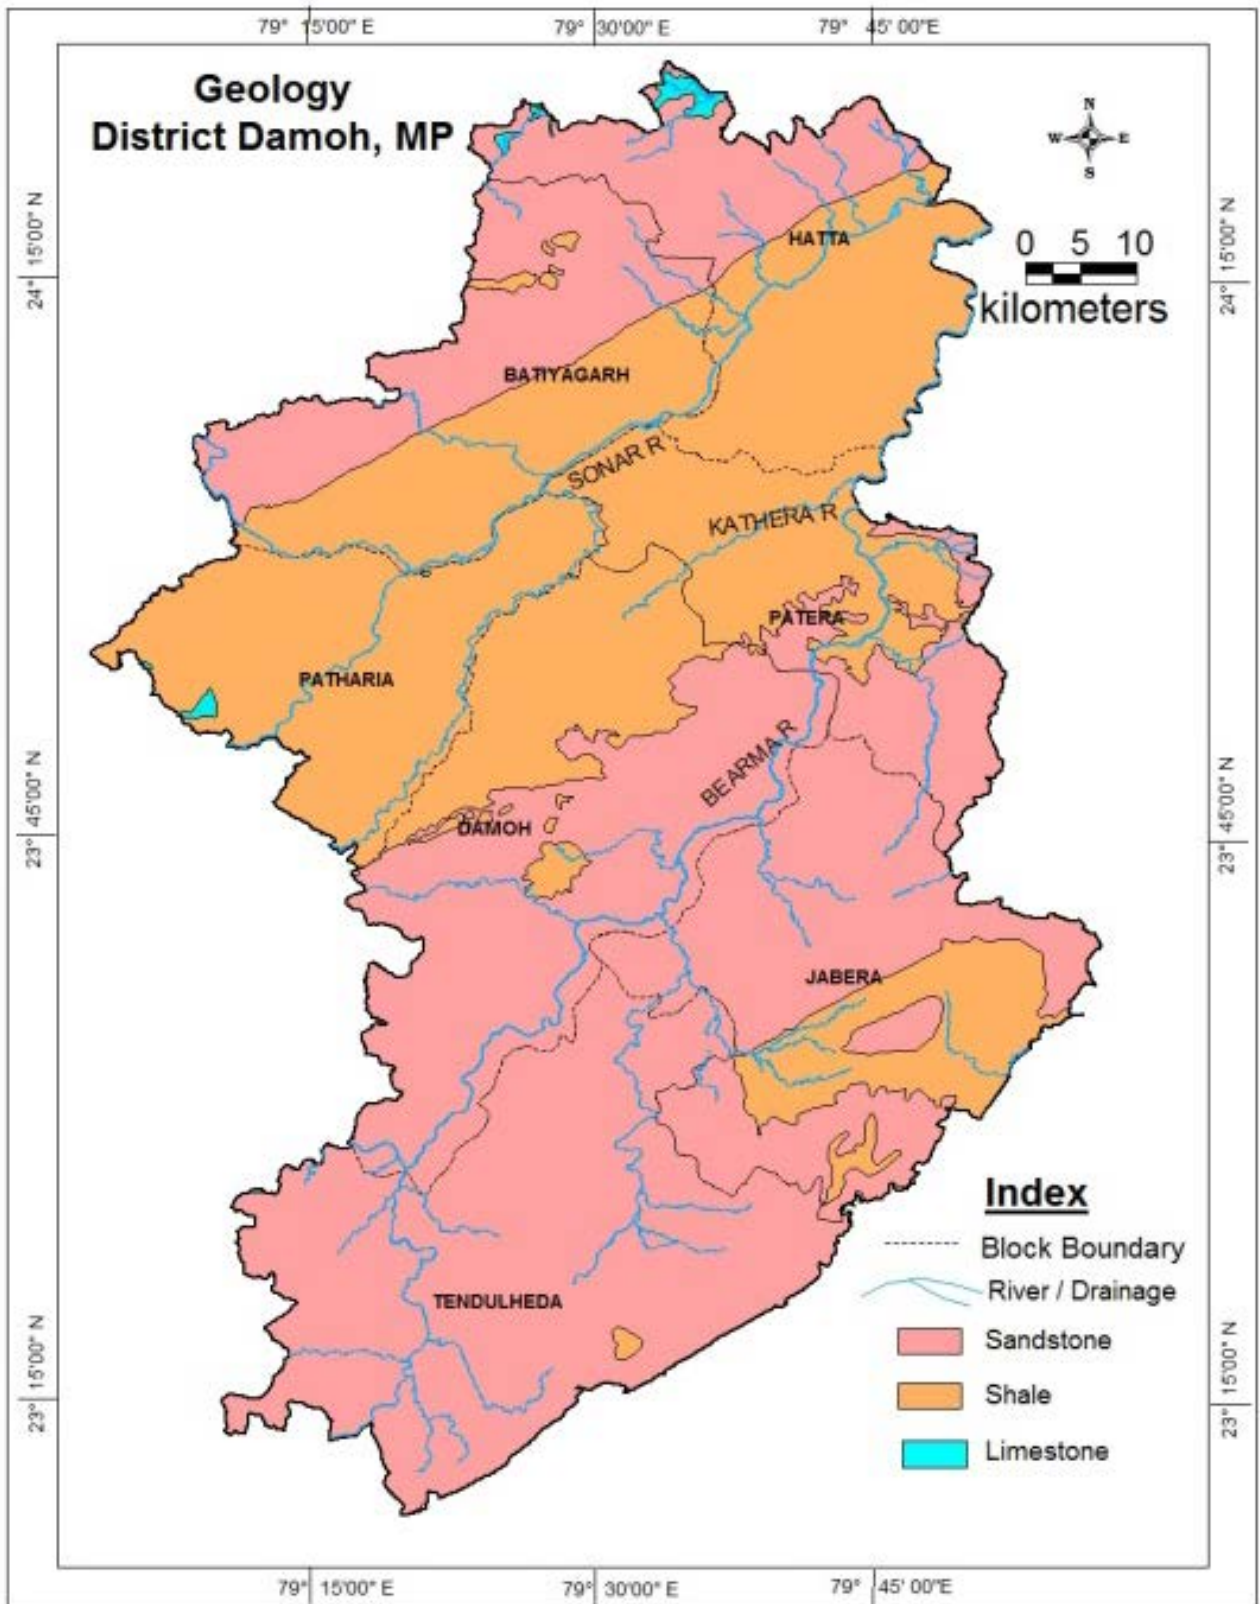 79° 15'00" E
79° 30'00" E
79° 45' 00"E
Geology
District Damoh, MP
N
W E
S
0 5 10
kilometers
24° 15'00" N
24° 15'00" N
HATTA
BATIYAGARH
SONAR R
KATHERA R
PATERA
PATHARIA
BEARMA R
23° 45'00" N
23° 45'00" N
DAMOH
JABERA
Index
Block Boundary
River / Drainage
TENDULHEDA
Sandstone
23° 15'00" N
23° 15'00" N
Shale
Limestone
79° 15'00" E
79° 30'00" E
79° 45' 00"E